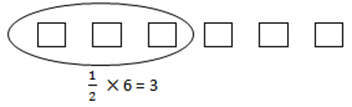 1/2 × 6 = 3